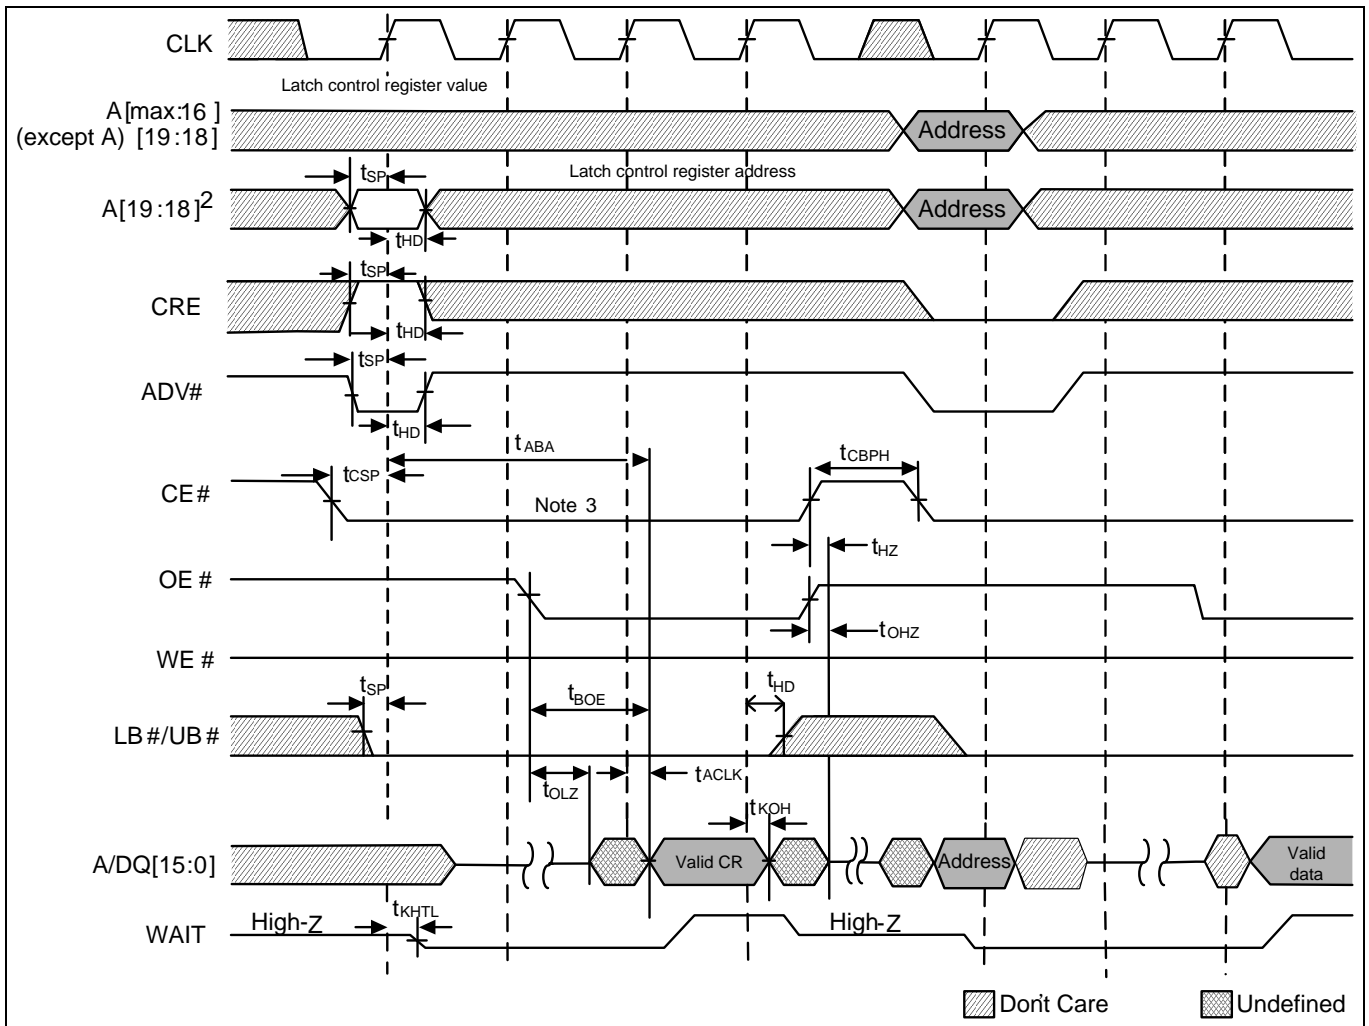 CLK
Latch control register value
A[max:16 ]
(except A) [19:18]
Address
tSP
Latch control register address
A[19:18]2
Address
tHD
tSP
CRE
tHD
tSP
ADV#
tHD
tABA
tCBPH
tCSP
CE#
Note 3
tHZ
OE #
tOHZ
WE #
tSP
tHD
tBOE
LB #/UB #
tACLK
tOLZ
tKOH
A/DQ[15:0]
Valid CR
Address
Valid
data
tKHTL
WAIT
High-Z
High-Z
Don't Care
Undefined